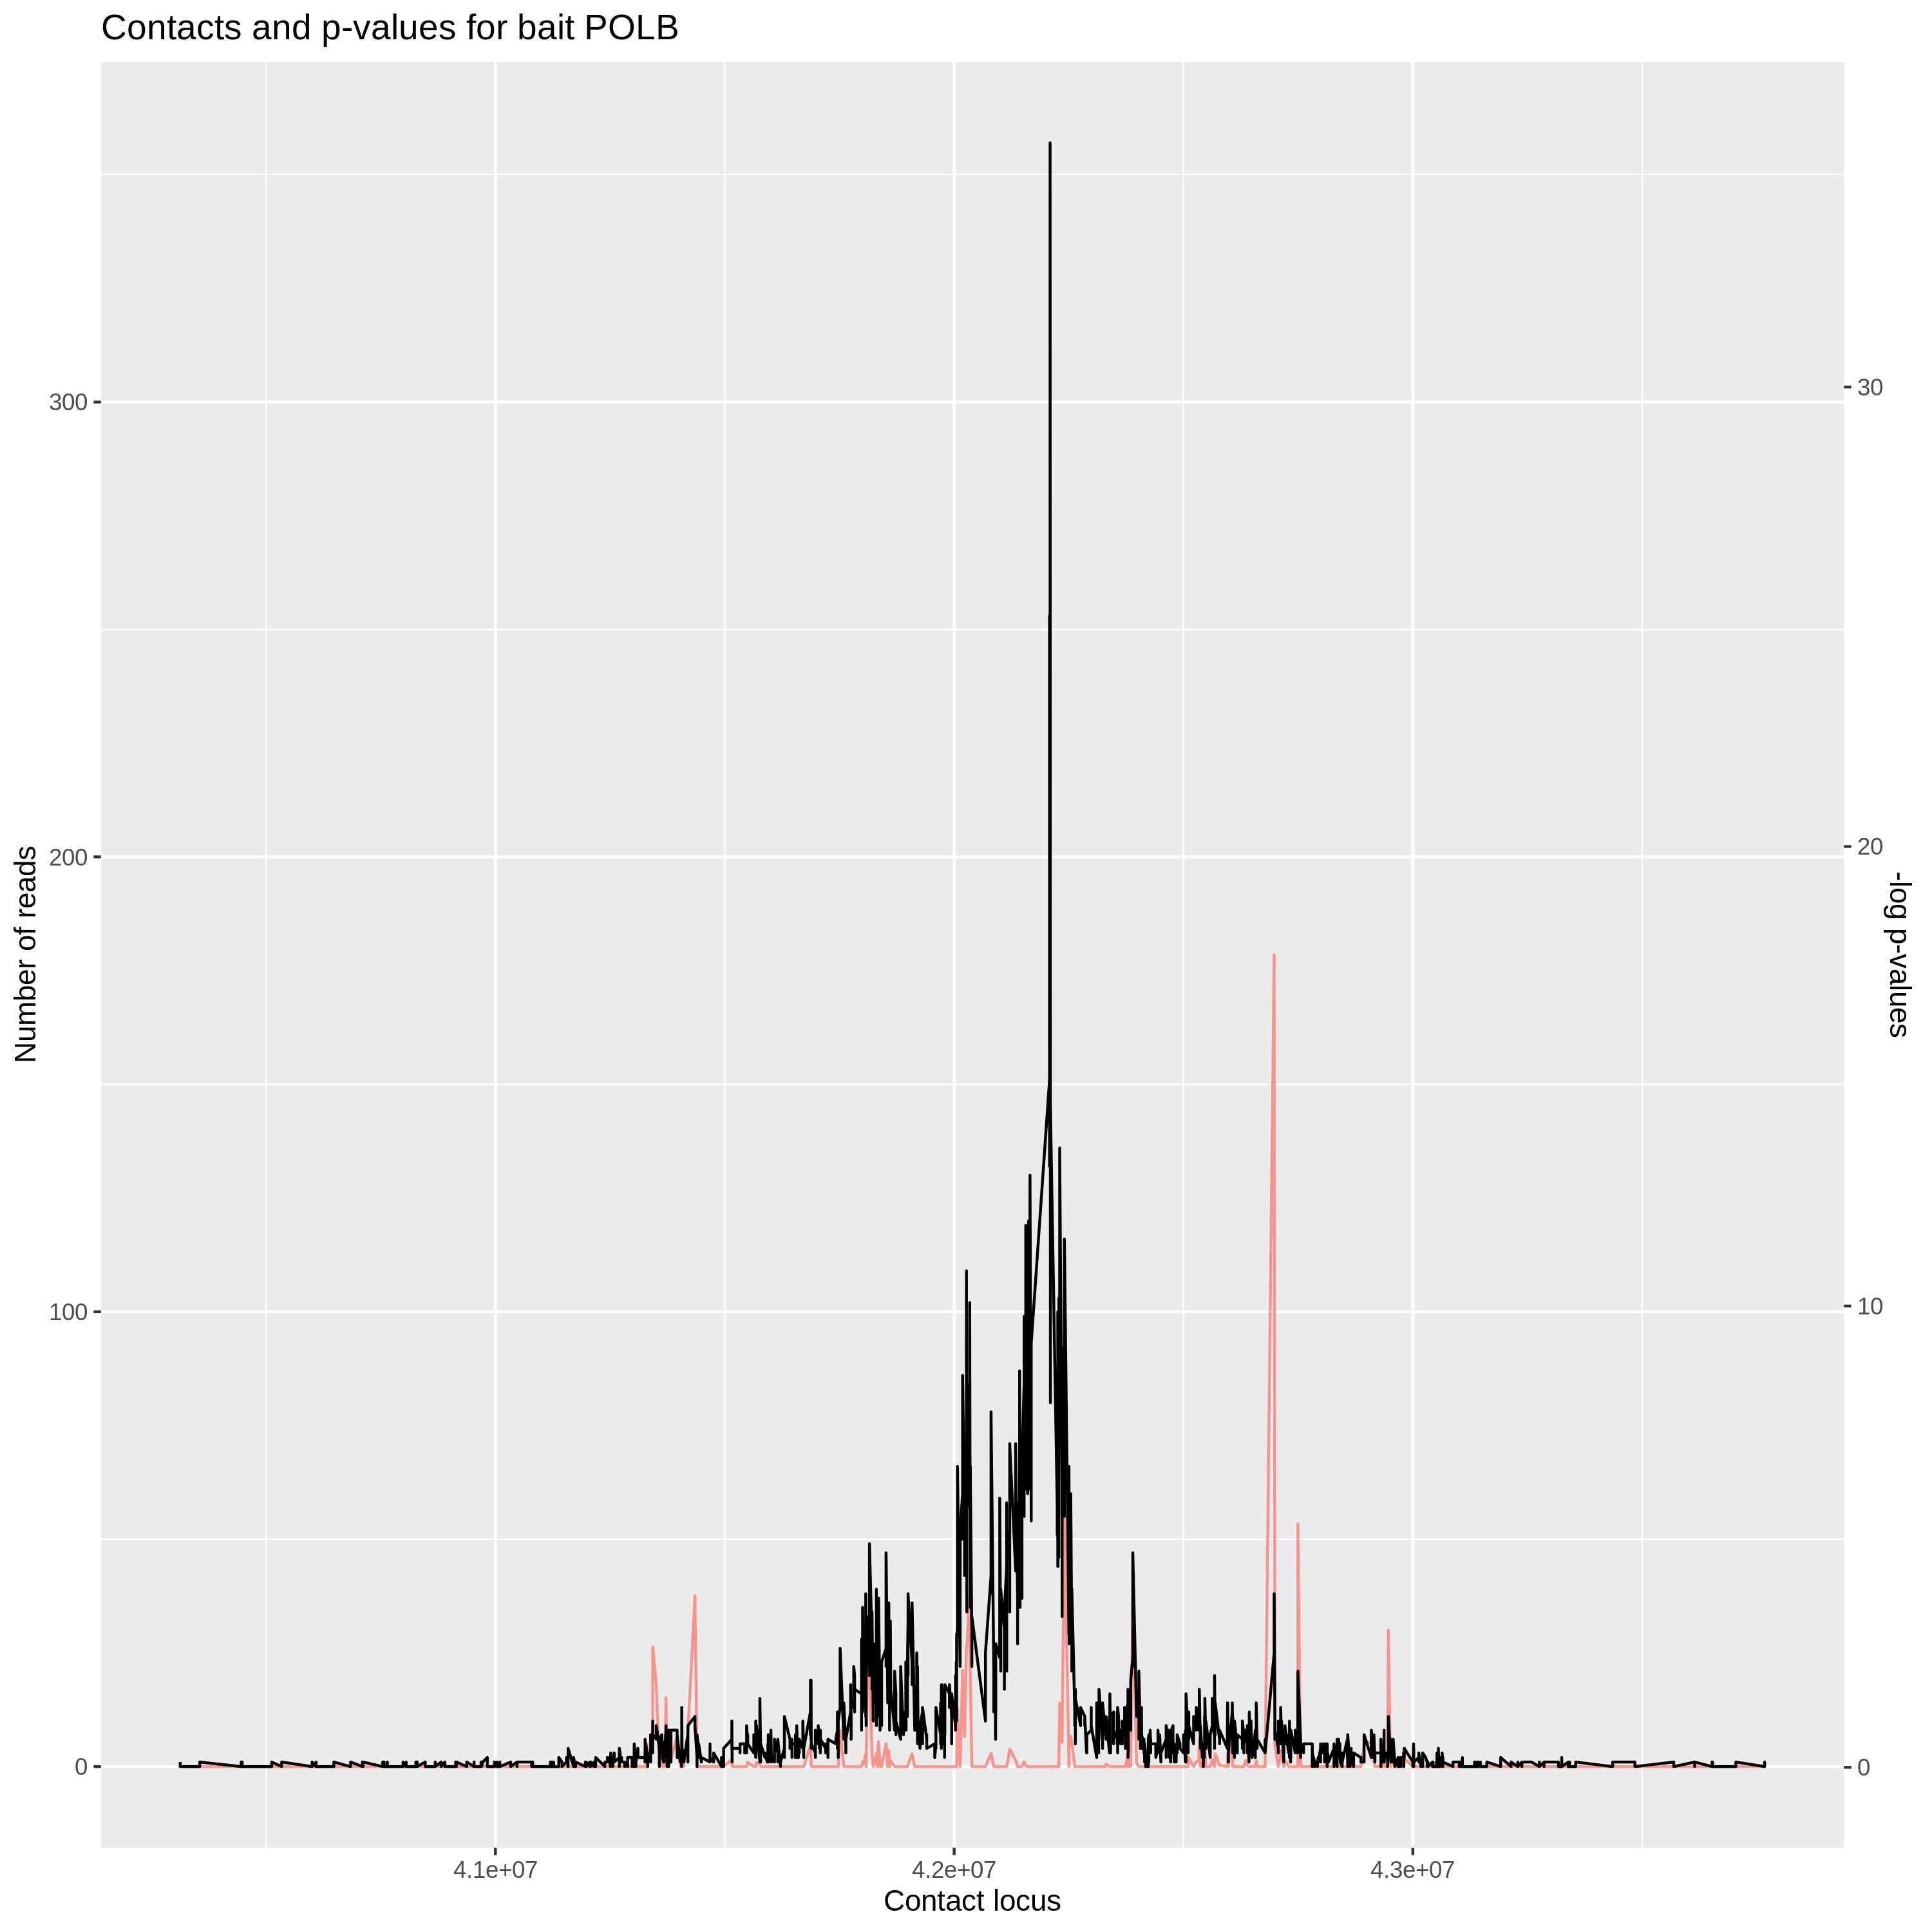 Contacts and p-values for bait POLB
300
200
100
0
Number of reads
30
20
10
0
-log p-values
4.1e+07
4.2e+07
4.3e+07
Contact locus